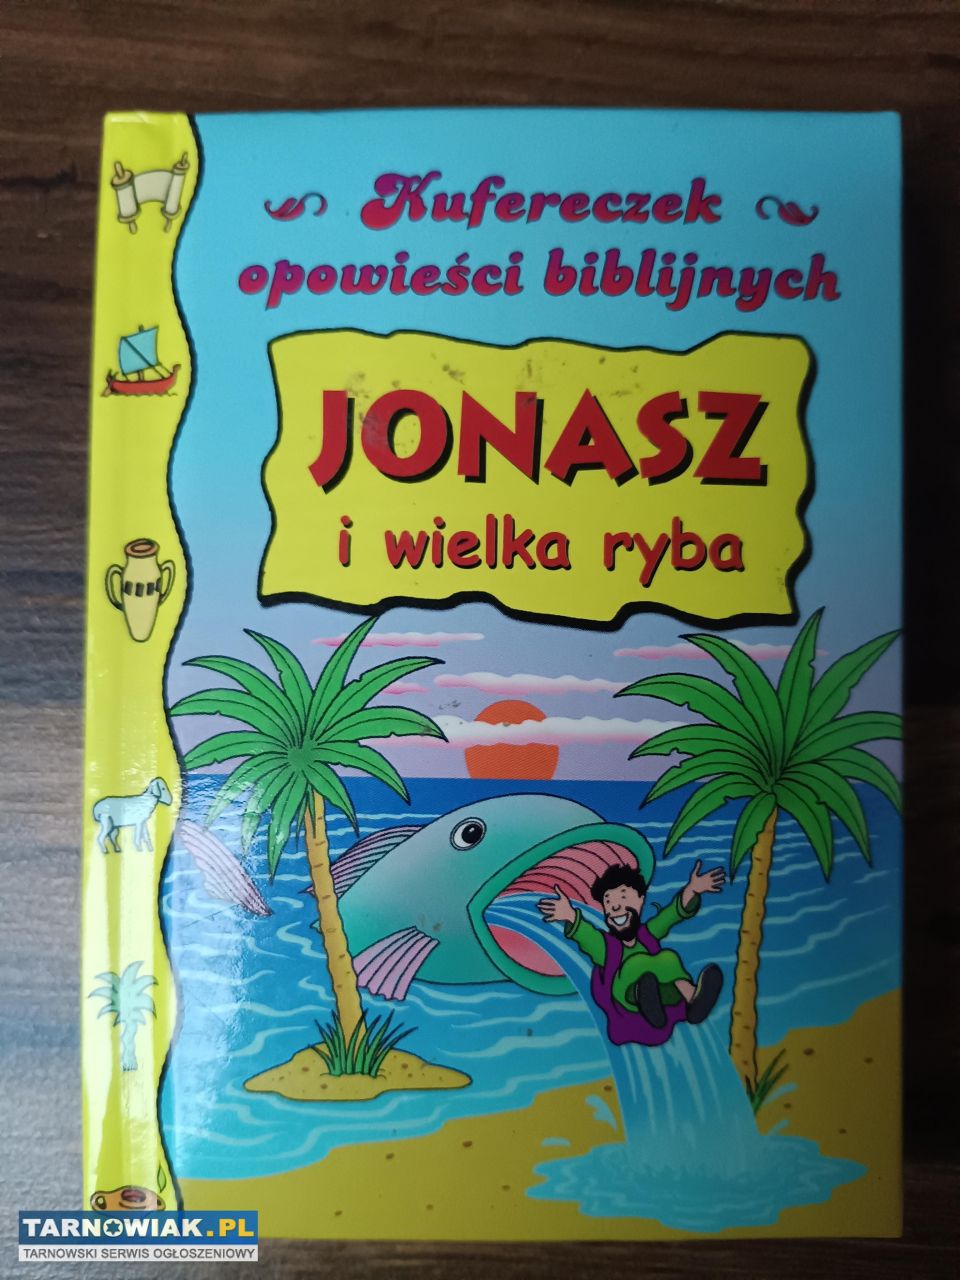 Kufereczek
opowieści biblijnych
JONASZ
i wielka ryba
TARNOWIAK.PL
TARNOWSKI SERWIS OGŁOSZENIOWY